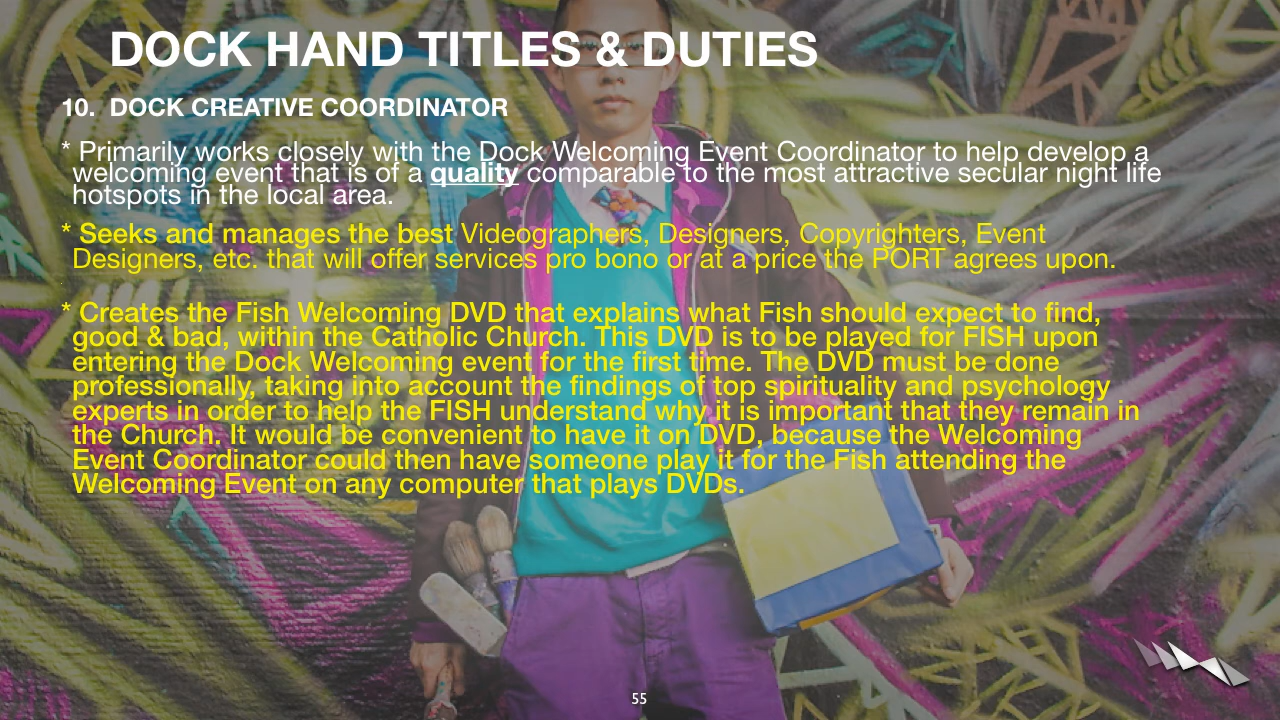 DOCK HAND TITLES & DUTIES
10. DOCK CREATIVE COORDINATOR
* Primarily works closely with the Dock Welcoming Event Coordinator to help develop a
welcoming event that is of a quality comparable to the most attractive secular night life
hotspots in the local area.
* Seeks and manages the best Videographers, Designers, Copyrighters, Event
Designers, etc. that will offer services pro bono or at a price the PORT agrees upon.
.
* Creates the Fish Welcoming DVD that explains what Fish should expect to find,
good & bad, within the Catholic Church. This DVD is to be played for FISH upon
entering the Dock Welcoming event for the first time. The DVD must be done
professionally, taking into account the findings of top spirituality and psychology
experts in order to help the FISH understand why it is important that they remain in
the Church. It would be convenient to have it on DVD, because the Welcoming
Event Coordinator could then have someone play it for the Fish attending the
Welcoming Event on any computer that plays DVDs.
55